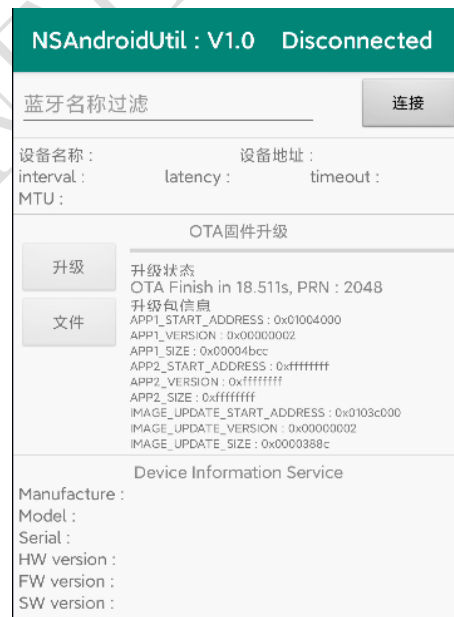 NSAndroidUtil : V1.0 Disconnected
蓝牙名称过滤 连接
设备名称 : 设备地址 :
interval : latency : timeout :
MTU :
OTA固件升级
升级
升级状态
OTA Finish in 18.511s, PRN : 2048
文件
升级包信息
APP1_START_ADDRESS : 0x01004000
APP1_VERSION : 0x00000002
APP1_SIZE : 0x00004bcc
APP2_START_ADDRESS : 0xffffffff
APP2_VERSION : 0xffffffff
APP2_SIZE : 0xffffffff
IMAGE_UPDATE_START_ADDRESS : 0x0103c000
IMAGE_UPDATE_VERSION : 0x00000002
IMAGE_UPDATE_SIZE : 0x0000388c
Device Information Service
Manufacture :
Model :
Serial :
HW version :
FW version :
SW version :